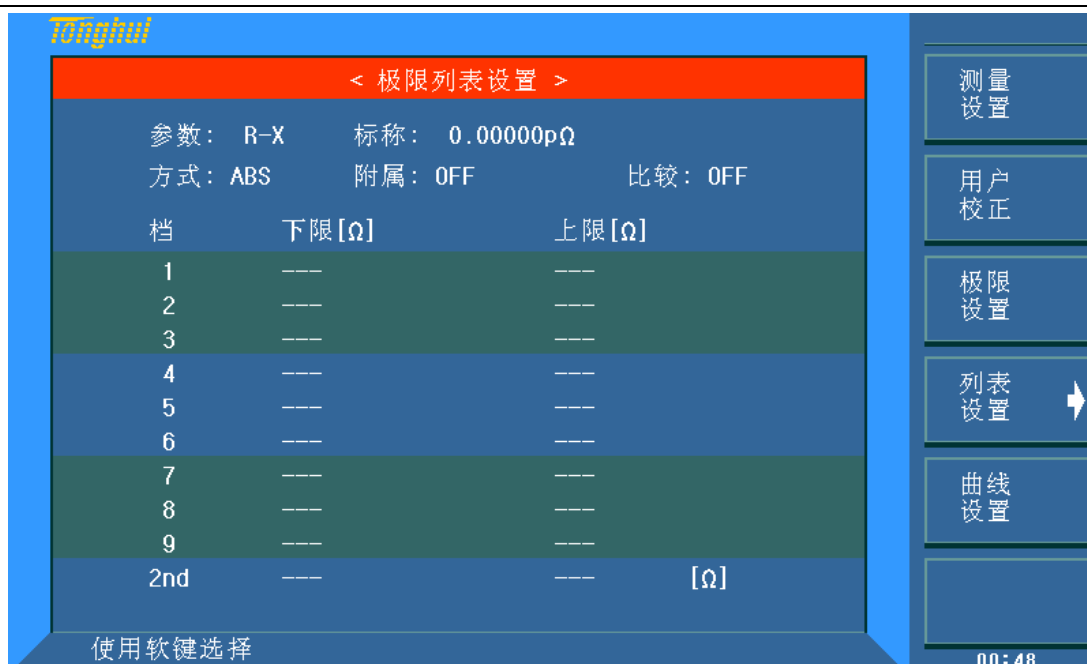 Tonghui
< 极限列表设置 >
参数: R-X 标称: 0.00000pΩ
方式: ABS 附属: OFF 比较: OFF
档 下限[Ω] 上限[Ω]
1 --- ---
2 --- ---
3 --- ---
4 --- ---
5 --- ---
6 --- ---
7 --- ---
8 --- ---
9 --- ---
2nd --- --- [Ω]
使用软键选择
测量
设置
用户
校正
极限
设置
列表
设置
曲线
设置
00:48